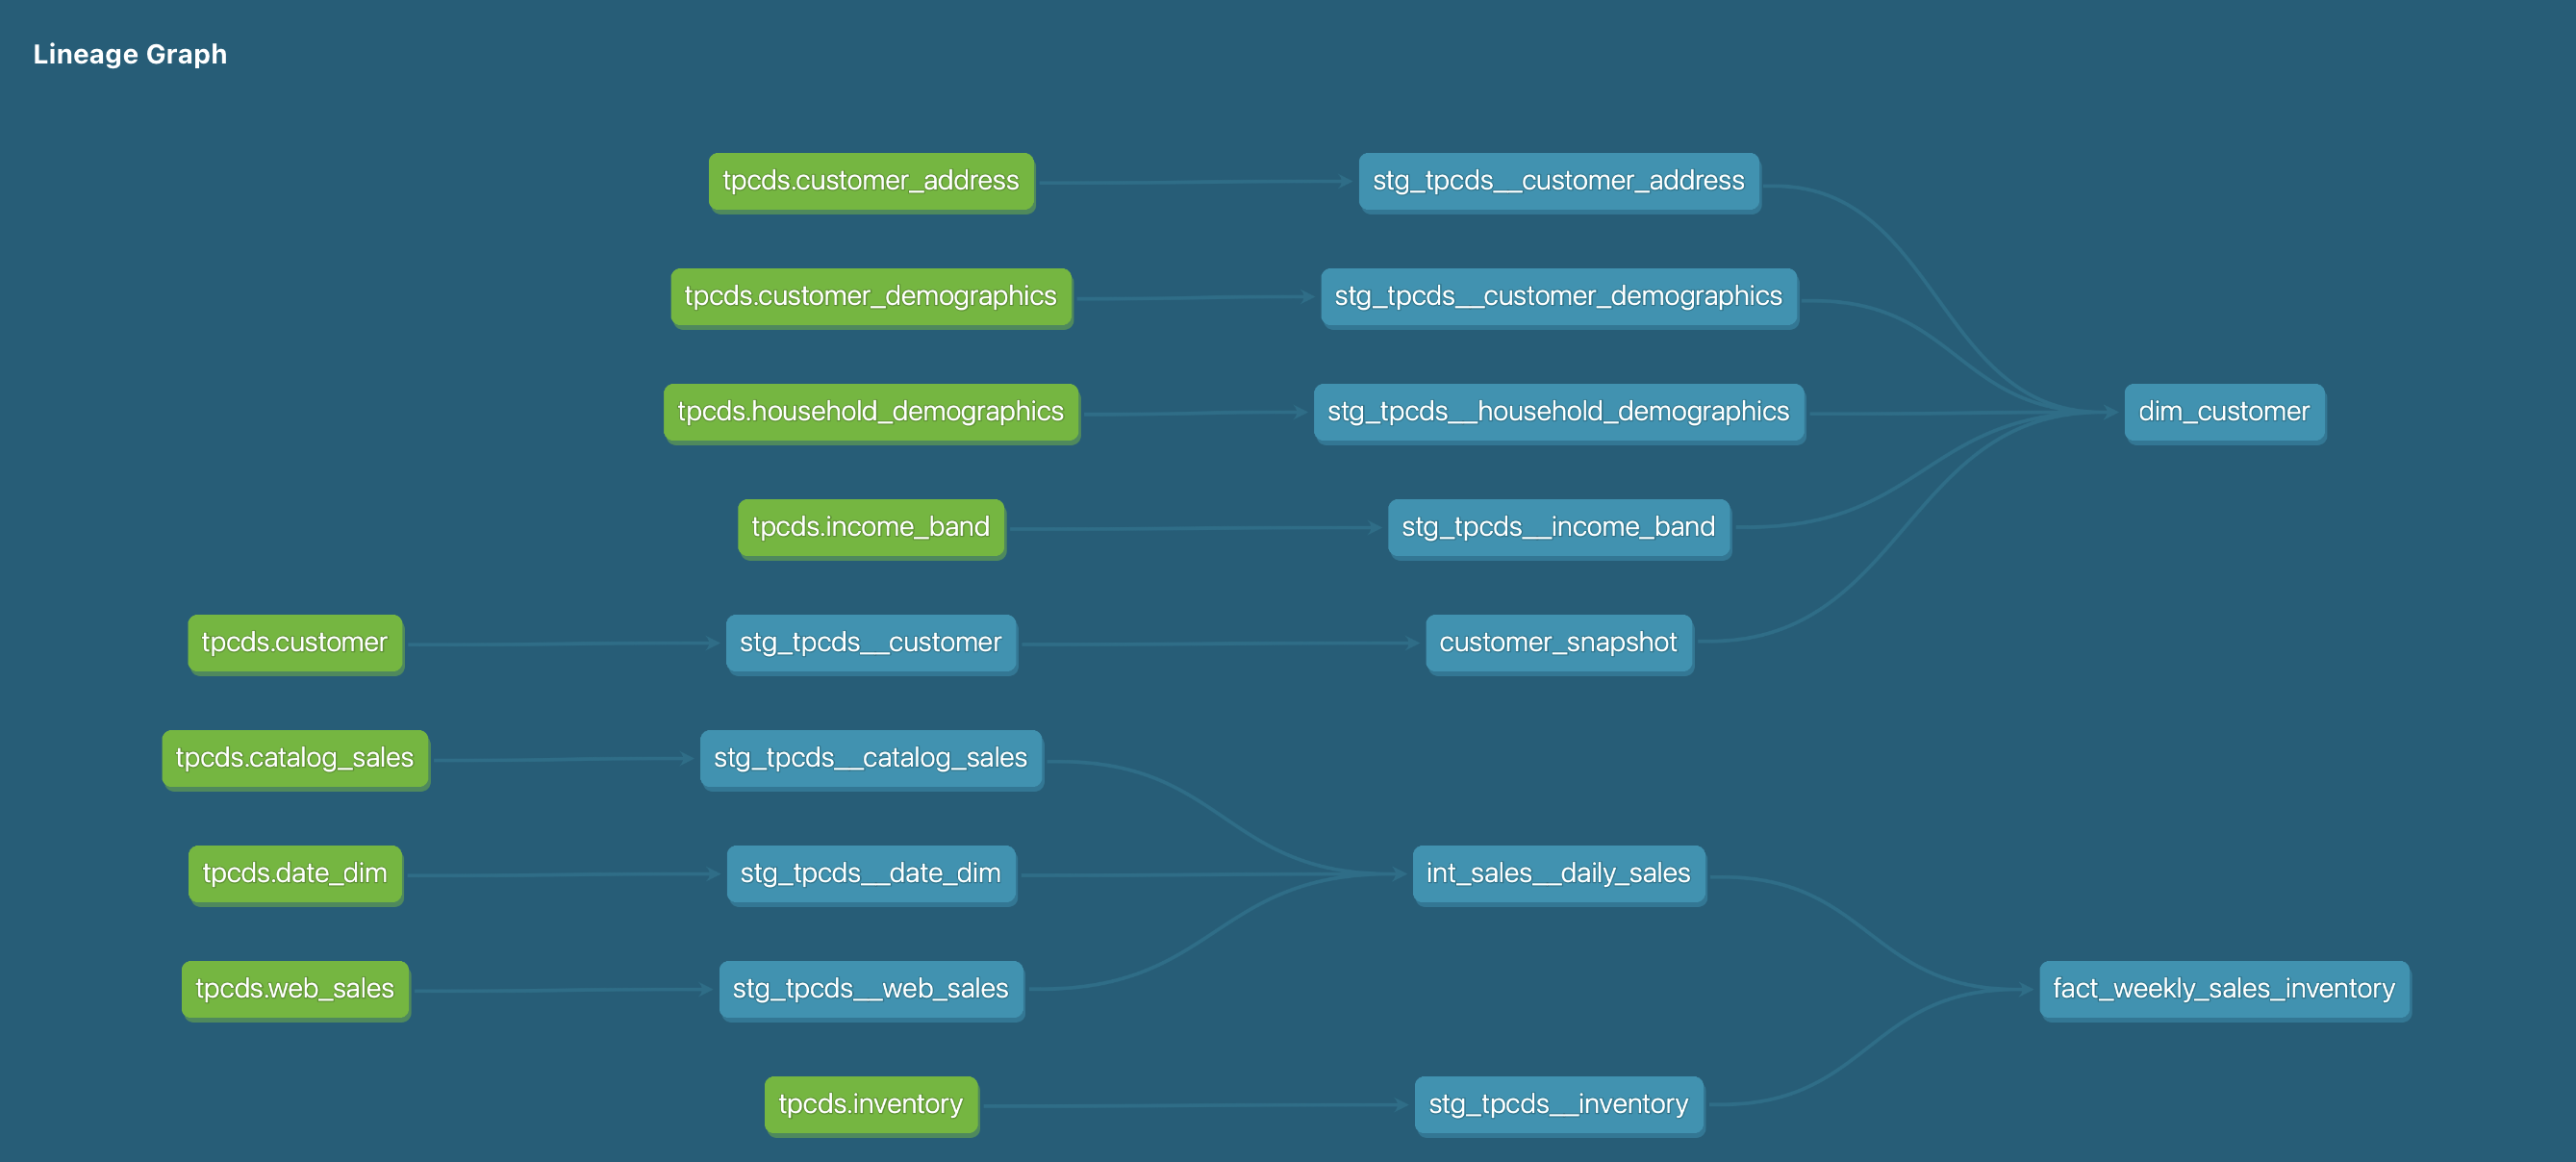 Lineage Graph
tpcds.customer_address
stg_tpcds__customer_address
tpcds.customer_demographics
stg_tpcds__customer_demographics
tpcds.household_demographics
stg_tpcds__household_demographics
dim_customer
tpcds.income_band
stg_tpcds__income_band
tpcds.customer
stg_tpcds__customer
customer_snapshot
tpcds.catalog_sales
stg_tpcds__catalog_sales
tpcds.date_dim
stg_tpcds__date_dim
int_sales__daily_sales
tpcds.web_sales
stg_tpcds__web_sales
fact_weekly_sales_inventory
tpcds.inventory
stg_tpcds__inventory